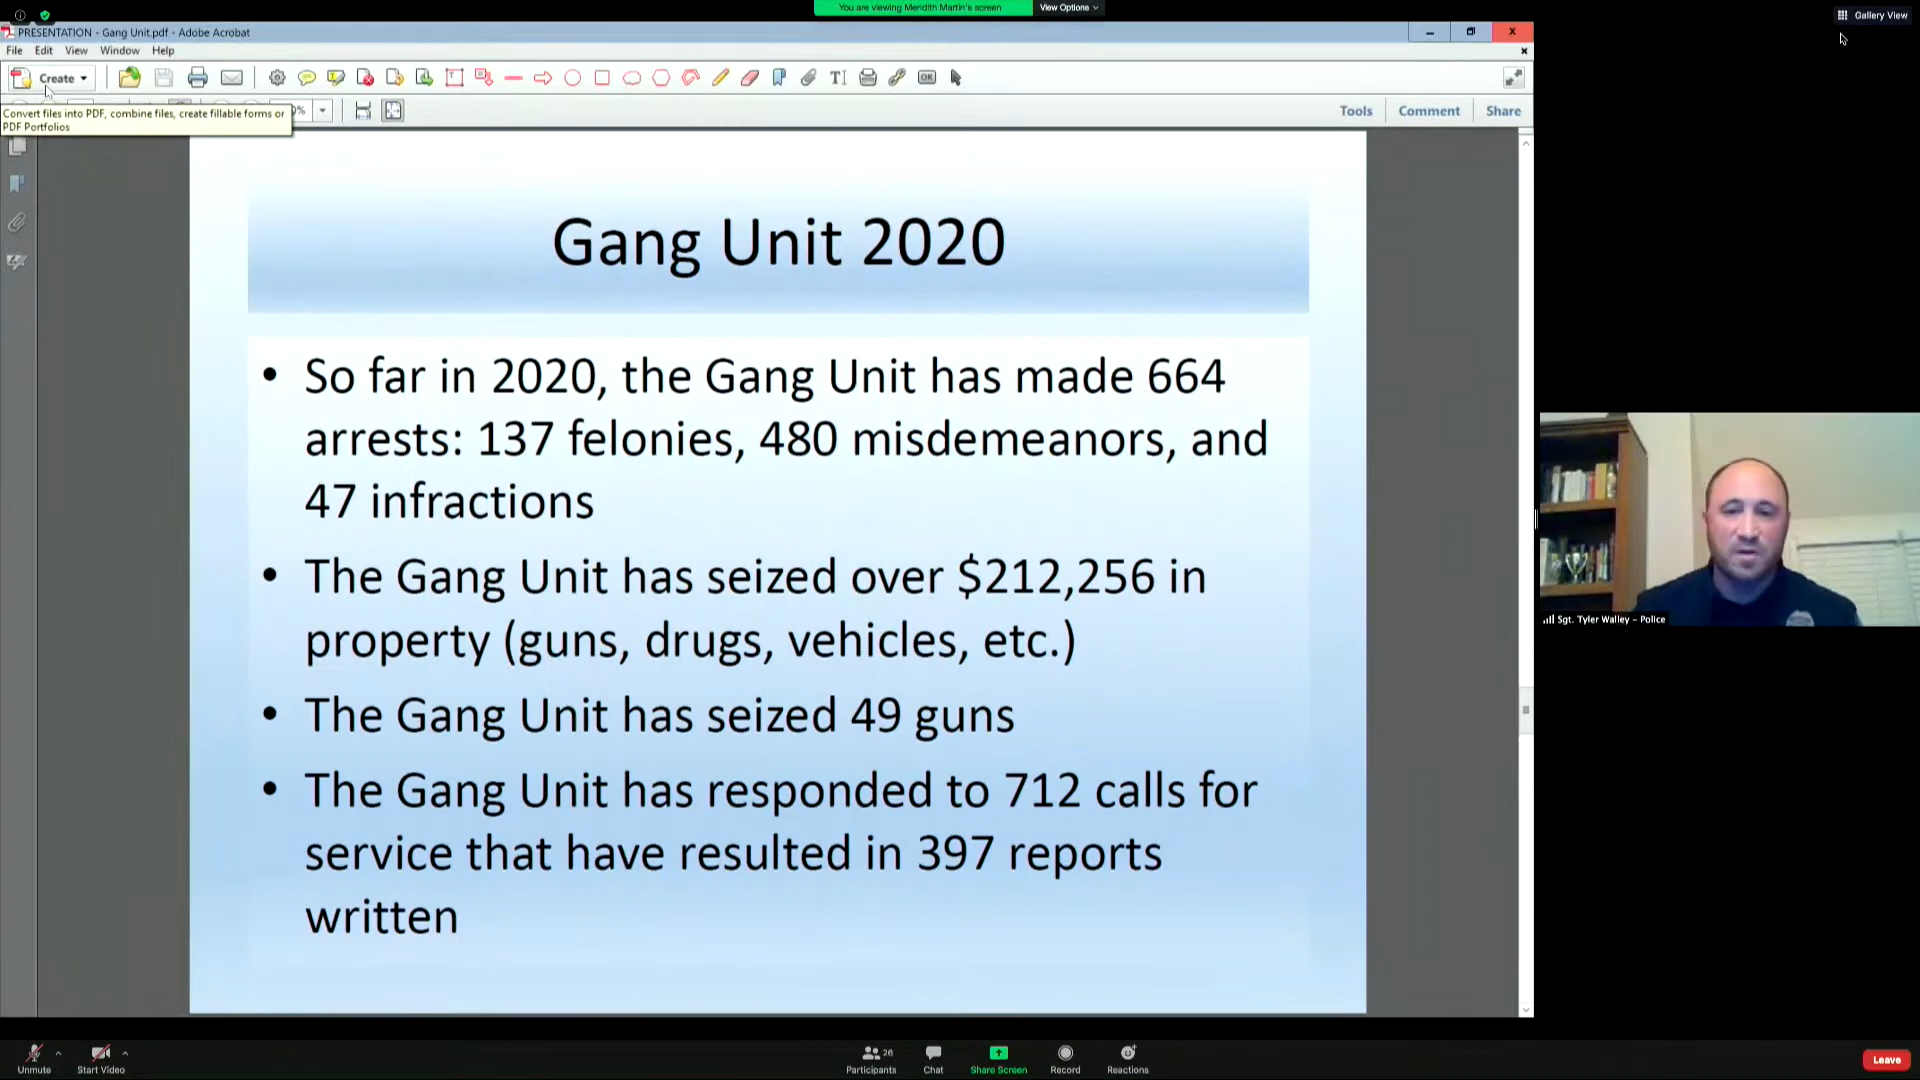 You are viewing Meridith Martin's screen
View Options
Gallery View
PRESENTATION - Gang Unit.pdf - Adobe Acrobat
File Edit View Window Help
Create
Convert files into PDF, combine files, create fillable forms or
PDF Portfolios
%
Tools Comment Share
Gang Unit 2020
• So far in 2020, the Gang Unit has made 664
arrests: 137 felonies, 480 misdemeanors, and
47 infractions
• The Gang Unit has seized over $212,256 in
property (guns, drugs, vehicles, etc.)
• The Gang Unit has seized 49 guns
• The Gang Unit has responded to 712 calls for
service that have resulted in 397 reports
written
Sgt. Tyler Walley - Police
Unmute
Start Video
26
Participants
Chat
Share Screen
Record
Reactions
Leave